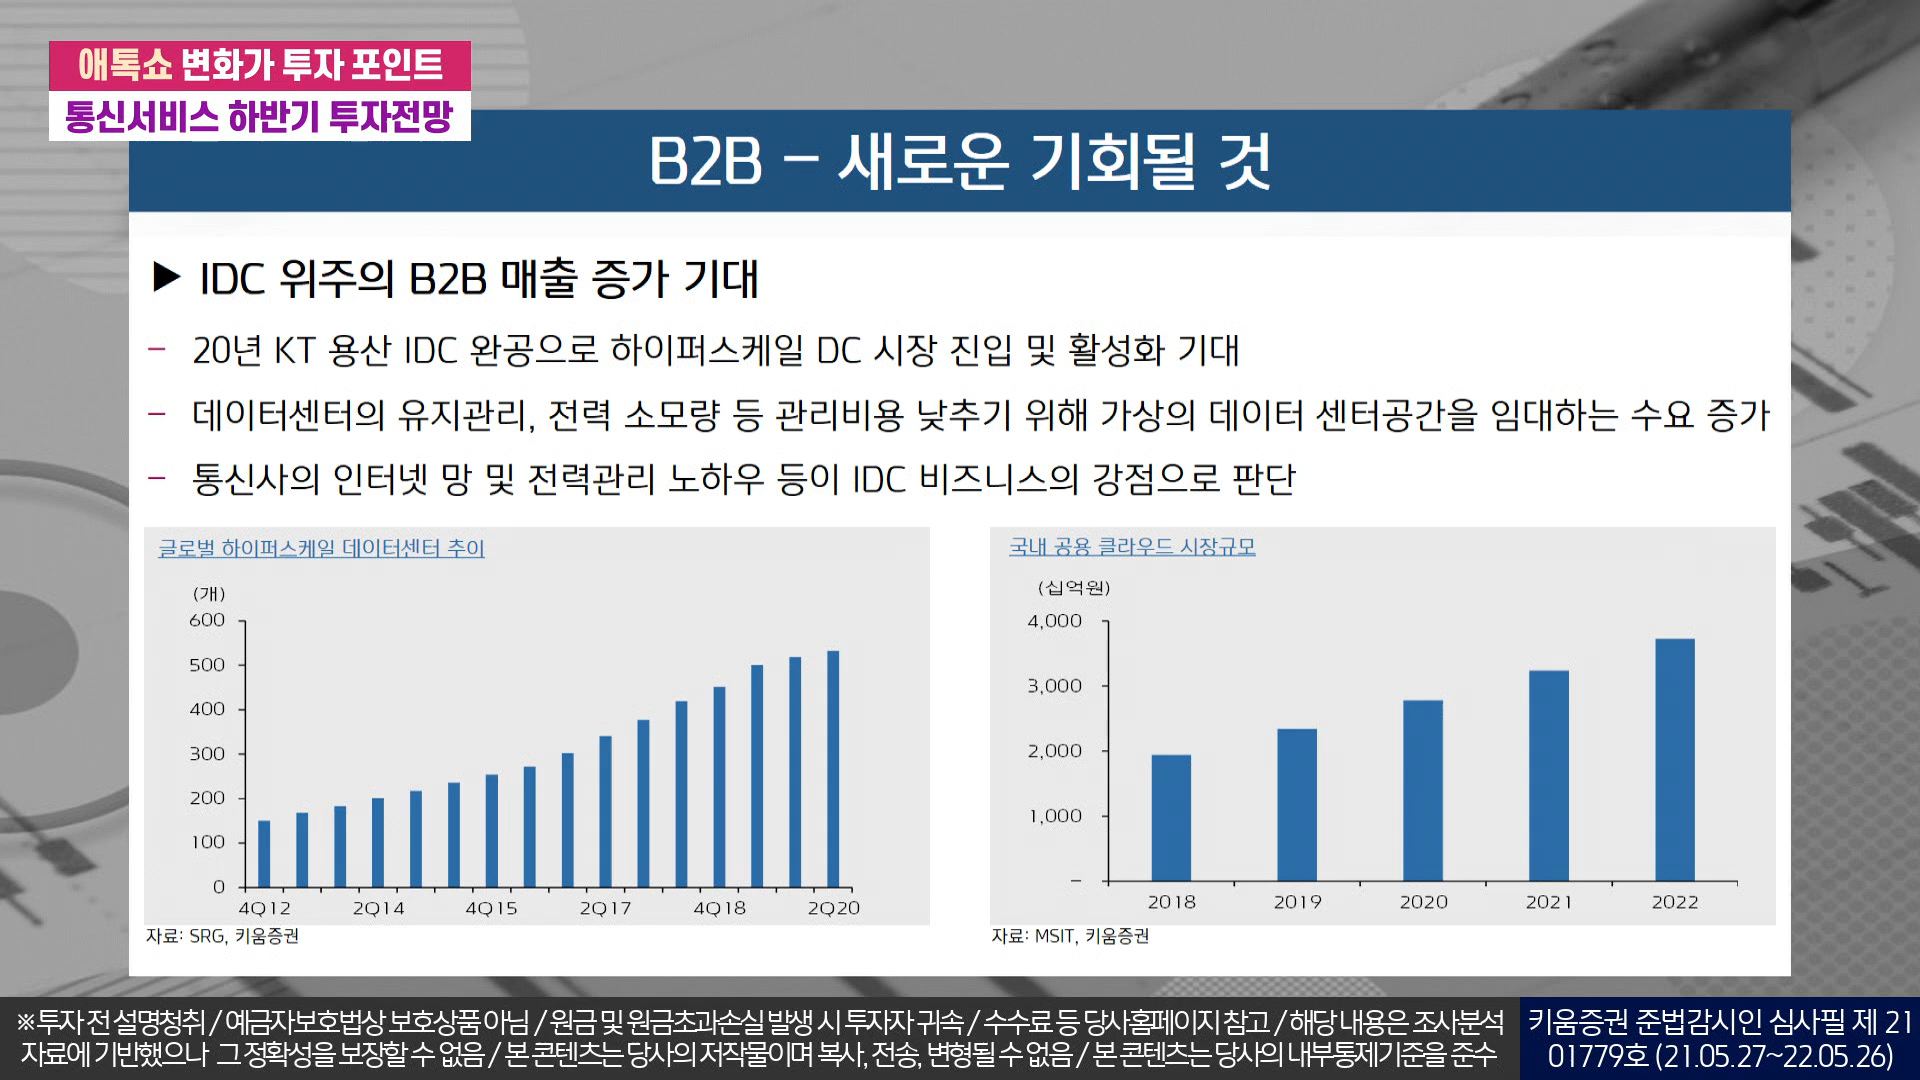 애톡쇼 변화가 투자 포인트
통신서비스 하반기 투자전망
B2B - 새로운 기회될 것
▶ IDC 위주의 B2B 매출 증가 기대
- 20년 KT 용산 IDC 완공으로 하이퍼스케일 DC 시장 진입 및 활성화 기대
- 데이터센터의 유지관리, 전력 소모량 등 관리비용 낮추기 위해 가상의 데이터 센터공간을 임대하는 수요 증가
- 통신사의 인터넷 망 및 전력관리 노하우 등이 IDC 비즈니스의 강점으로 판단
글로벌 하이퍼스케일 데이터센터 추이
(개)
600
500
400
300
200
100
0
4Q12 2Q14 4Q15 2Q17 4Q18 2Q20
자료: SRG, 키움증권
국내 공용 클라우드 시장규모
(십억원)
4,000
3,000
2,000
1,000
-
2018 2019 2020 2021 2022
자료: MSIT, 키움증권
※투자 전 설명청취 / 예금자보호법상 보호상품 아님 / 원금 및 원금초과손실 발생 시 투자자 귀속 / 수수료 등 당사홈페이지 참고 / 해당 내용은 조사분석
자료에 기반했으나 그 정확성을 보장할 수 없음 / 본 콘텐츠는 당사의 저작물이며 복사, 전송, 변형될 수 없음 / 본 콘텐츠는 당사의 내부통제기준을 준수
키움증권 준법감시인 심사필 제 21
01779호 (21.05.27~22.05.26)